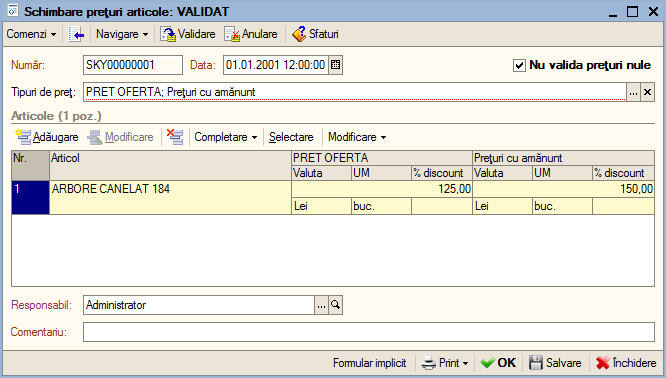 Schimbare prețuri articole: VALIDAT
Comenzi Navigare Validare Anulare Sfaturi
Număr: SKY00000001 Data: 01.01.2001 12:00:00 Nu valida prețuri nule
Tipuri de preț: PRET OFERTA; Prețuri cu amănunt ...
Articole (1 poz.)
Adăugare Modificare Completare Selectare Modificare
Nr. Articol PRET OFERTA Prețuri cu amănunt
Valuta UM % discount Valuta UM % discount
1 ARBORE CANELAT 184 125,00 150,00
Lei buc. Lei buc.
Responsabil: Administrator ...
Comentariu:
Formular implicit Print OK Salvare Închidere